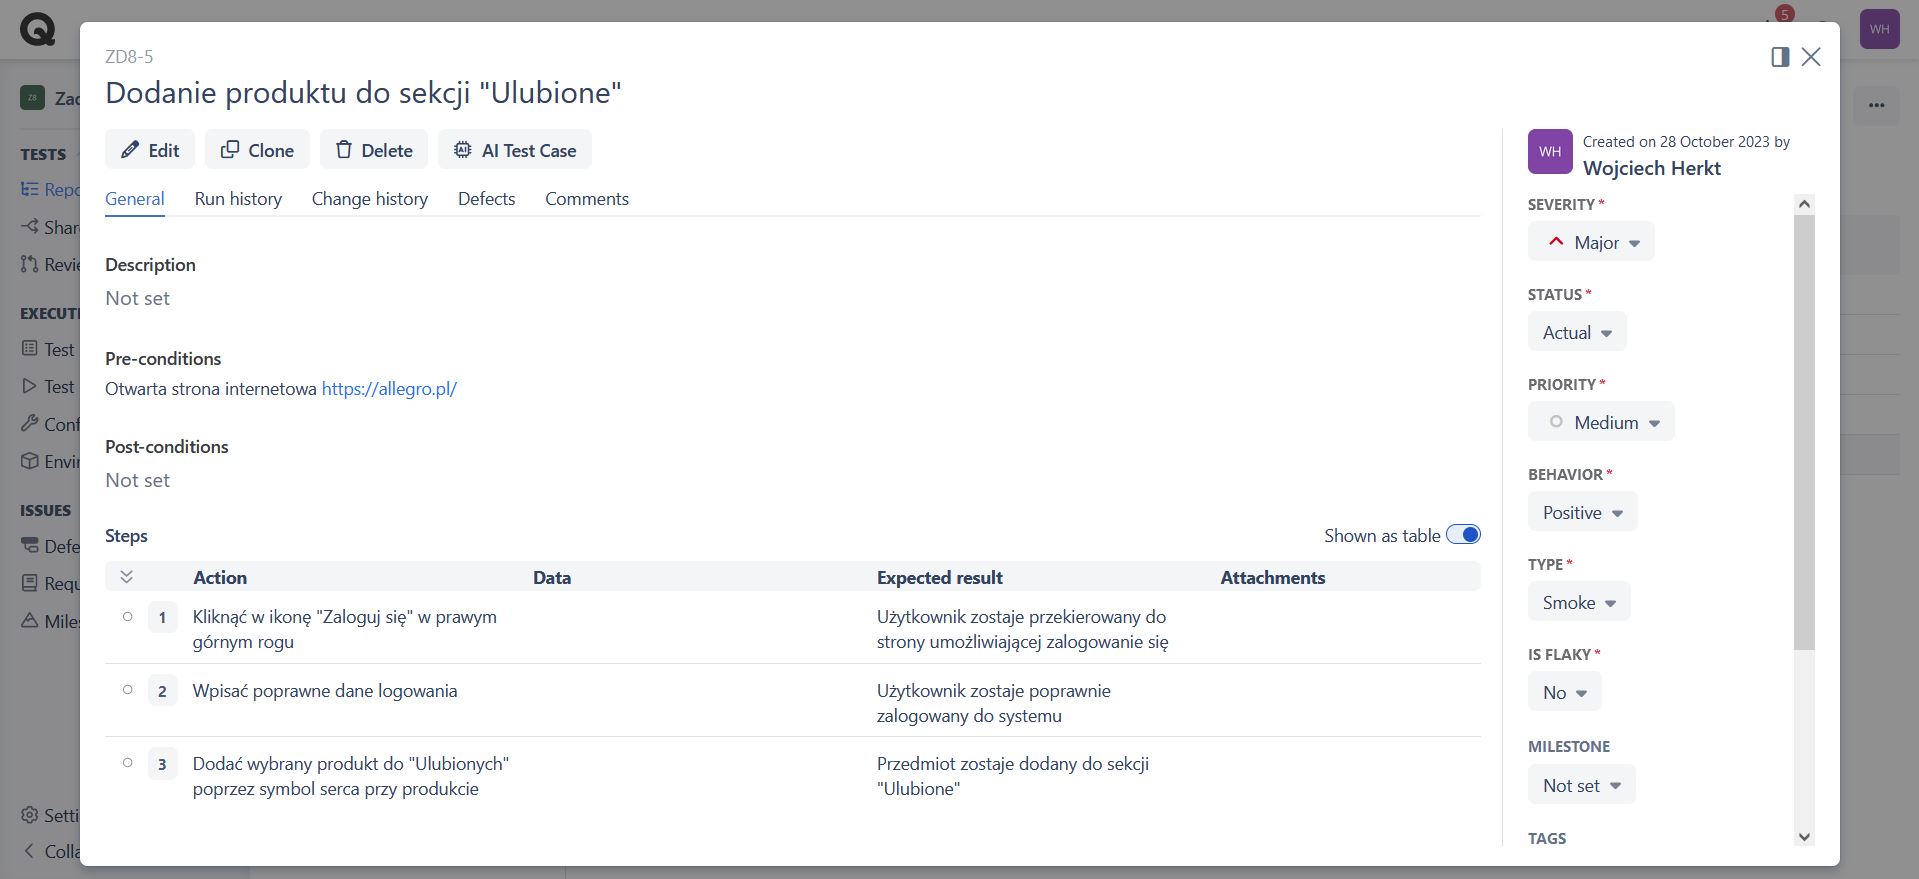 5
WH
ZD8-5
Dodanie produktu do sekcji "Ulubione"
Edit
Clone
Delete
AI Test Case
General
Run history
Change history
Defects
Comments
Description
Not set
Pre-conditions
Otwarta strona internetowa https://allegro.pl/
Post-conditions
Not set
Steps
Shown as table
Action Data Expected result Attachments
1
Kliknąć w ikonę "Zaloguj się" w prawym
górnym rogu
Użytkownik zostaje przekierowany do
strony umożliwiającej zalogowanie się
2
Wpisać poprawne dane logowania
Użytkownik zostaje poprawnie
zalogowany do systemu
3
Dodać wybrany produkt do "Ulubionych"
poprzez symbol serca przy produkcie
Przedmiot zostaje dodany do sekcji
"Ulubione"
WH
Created on 28 October 2023 by
Wojciech Herkt
SEVERITY*
Major
STATUS*
Actual
PRIORITY*
Medium
BEHAVIOR*
Positive
TYPE*
Smoke
IS FLAKY*
No
MILESTONE
Not set
TAGS
Z8
Zad
TESTS
Repo
Shar
Revie
EXECUTI
Test
Test
Conf
Envir
ISSUES
Defe
Requ
Miles
Setti
Colla